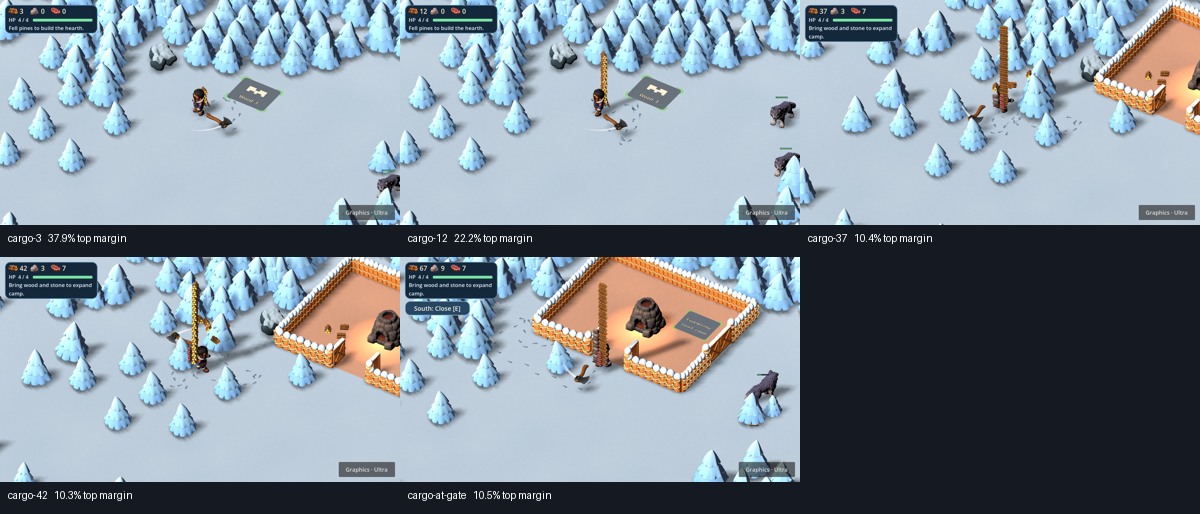 3 0 0
HP 4 / 4
Fell pines to build the hearth.
Wood 3
Graphics · Ultra
cargo-3 37.9% top margin
12 0 0
HP 4 / 4
Fell pines to build the hearth.
Graphics · Ultra
cargo-12 22.2% top margin
37 3 7
HP 4 / 4
Bring wood and stone to expand
camp.
Graphics · Ultra
cargo-37 10.4% top margin
42 3 7
HP 4 / 4
Bring wood and stone to expand
camp.
Graphics · Ultra
cargo-42 10.3% top margin
67 9 7
HP 4 / 4
Bring wood and stone to expand
camp.
South: Close [E]
Graphics · Ultra
cargo-at-gate 10.5% top margin